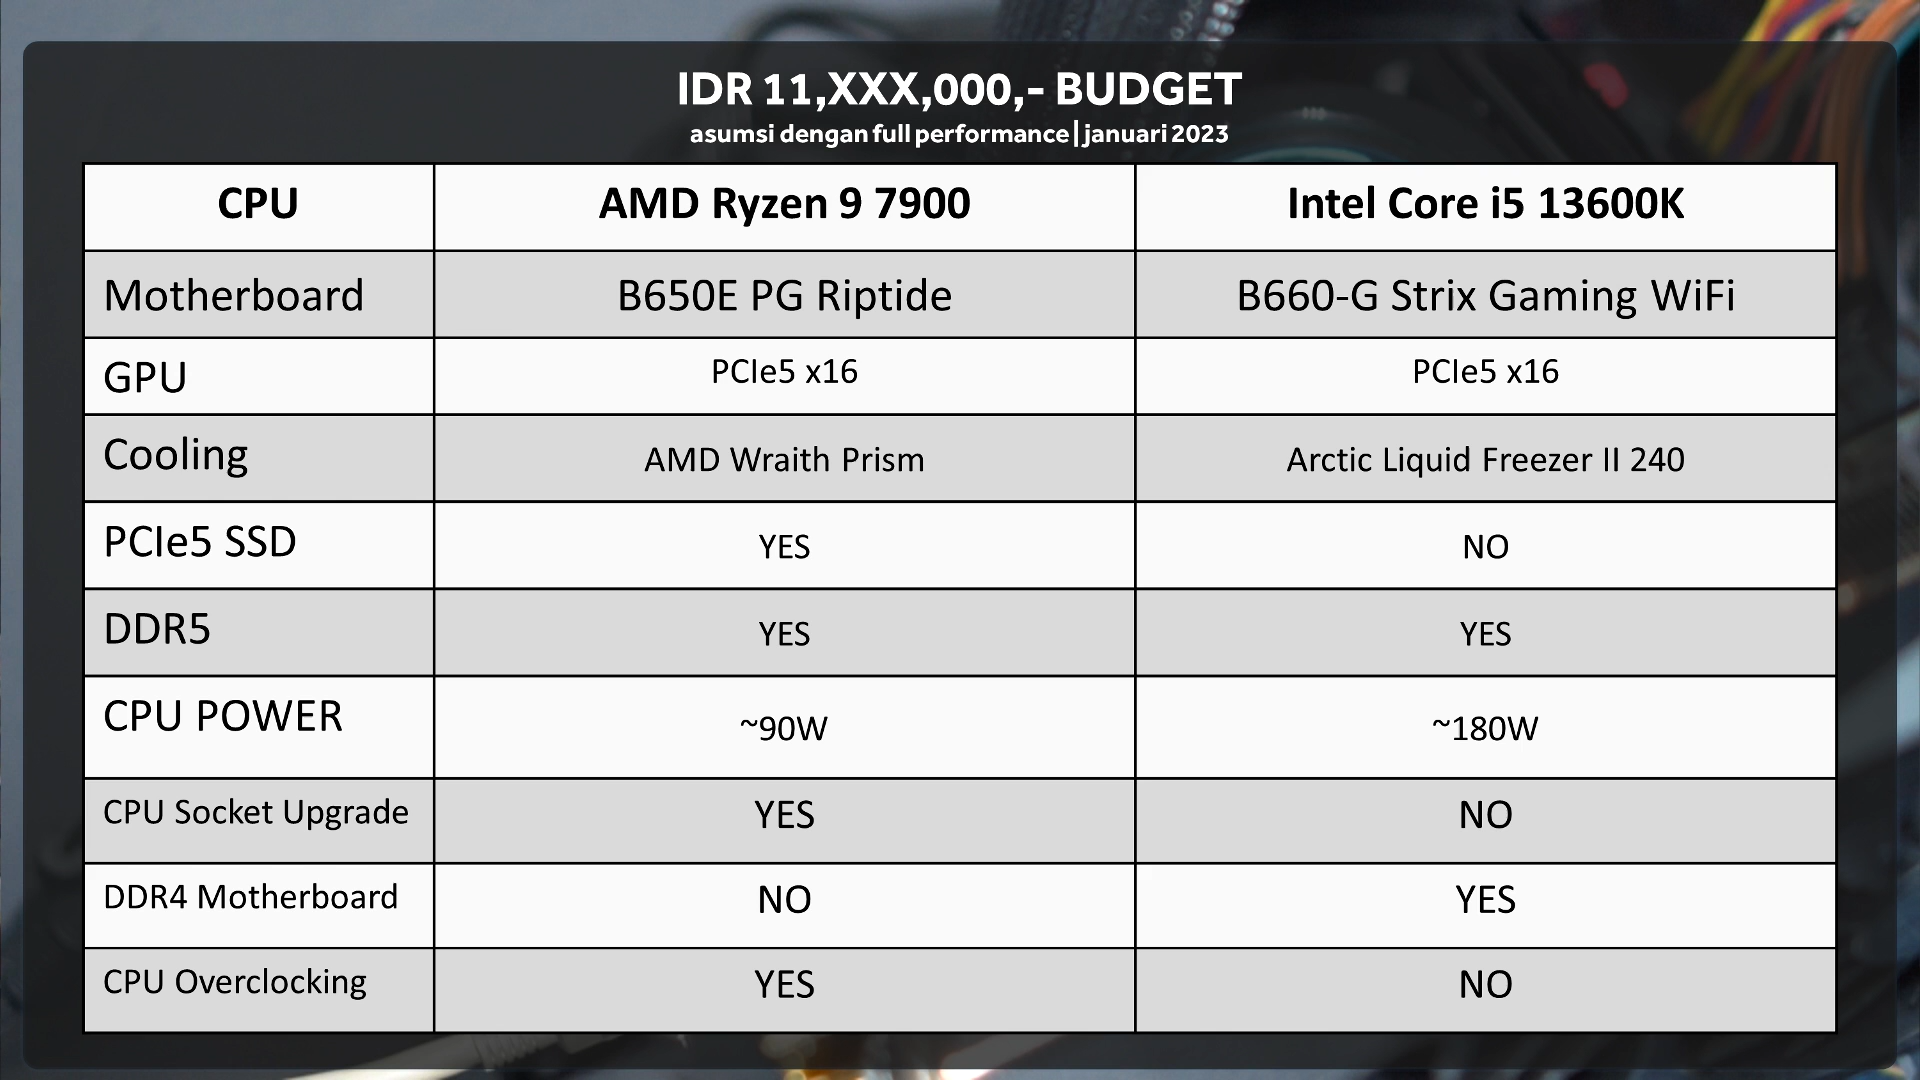 IDR 11,XXX,000,- BUDGET
asumsi dengan full performance | januari 2023
CPU AMD Ryzen 9 7900 Intel Core i5 13600K
Motherboard B650E PG Riptide B660-G Strix Gaming WiFi
GPU PCIe5 x16 PCIe5 x16
Cooling AMD Wraith Prism Arctic Liquid Freezer II 240
PCIe5 SSD YES NO
DDR5 YES YES
CPU POWER ~90W ~180W
CPU Socket Upgrade YES NO
DDR4 Motherboard NO YES
CPU Overclocking YES NO